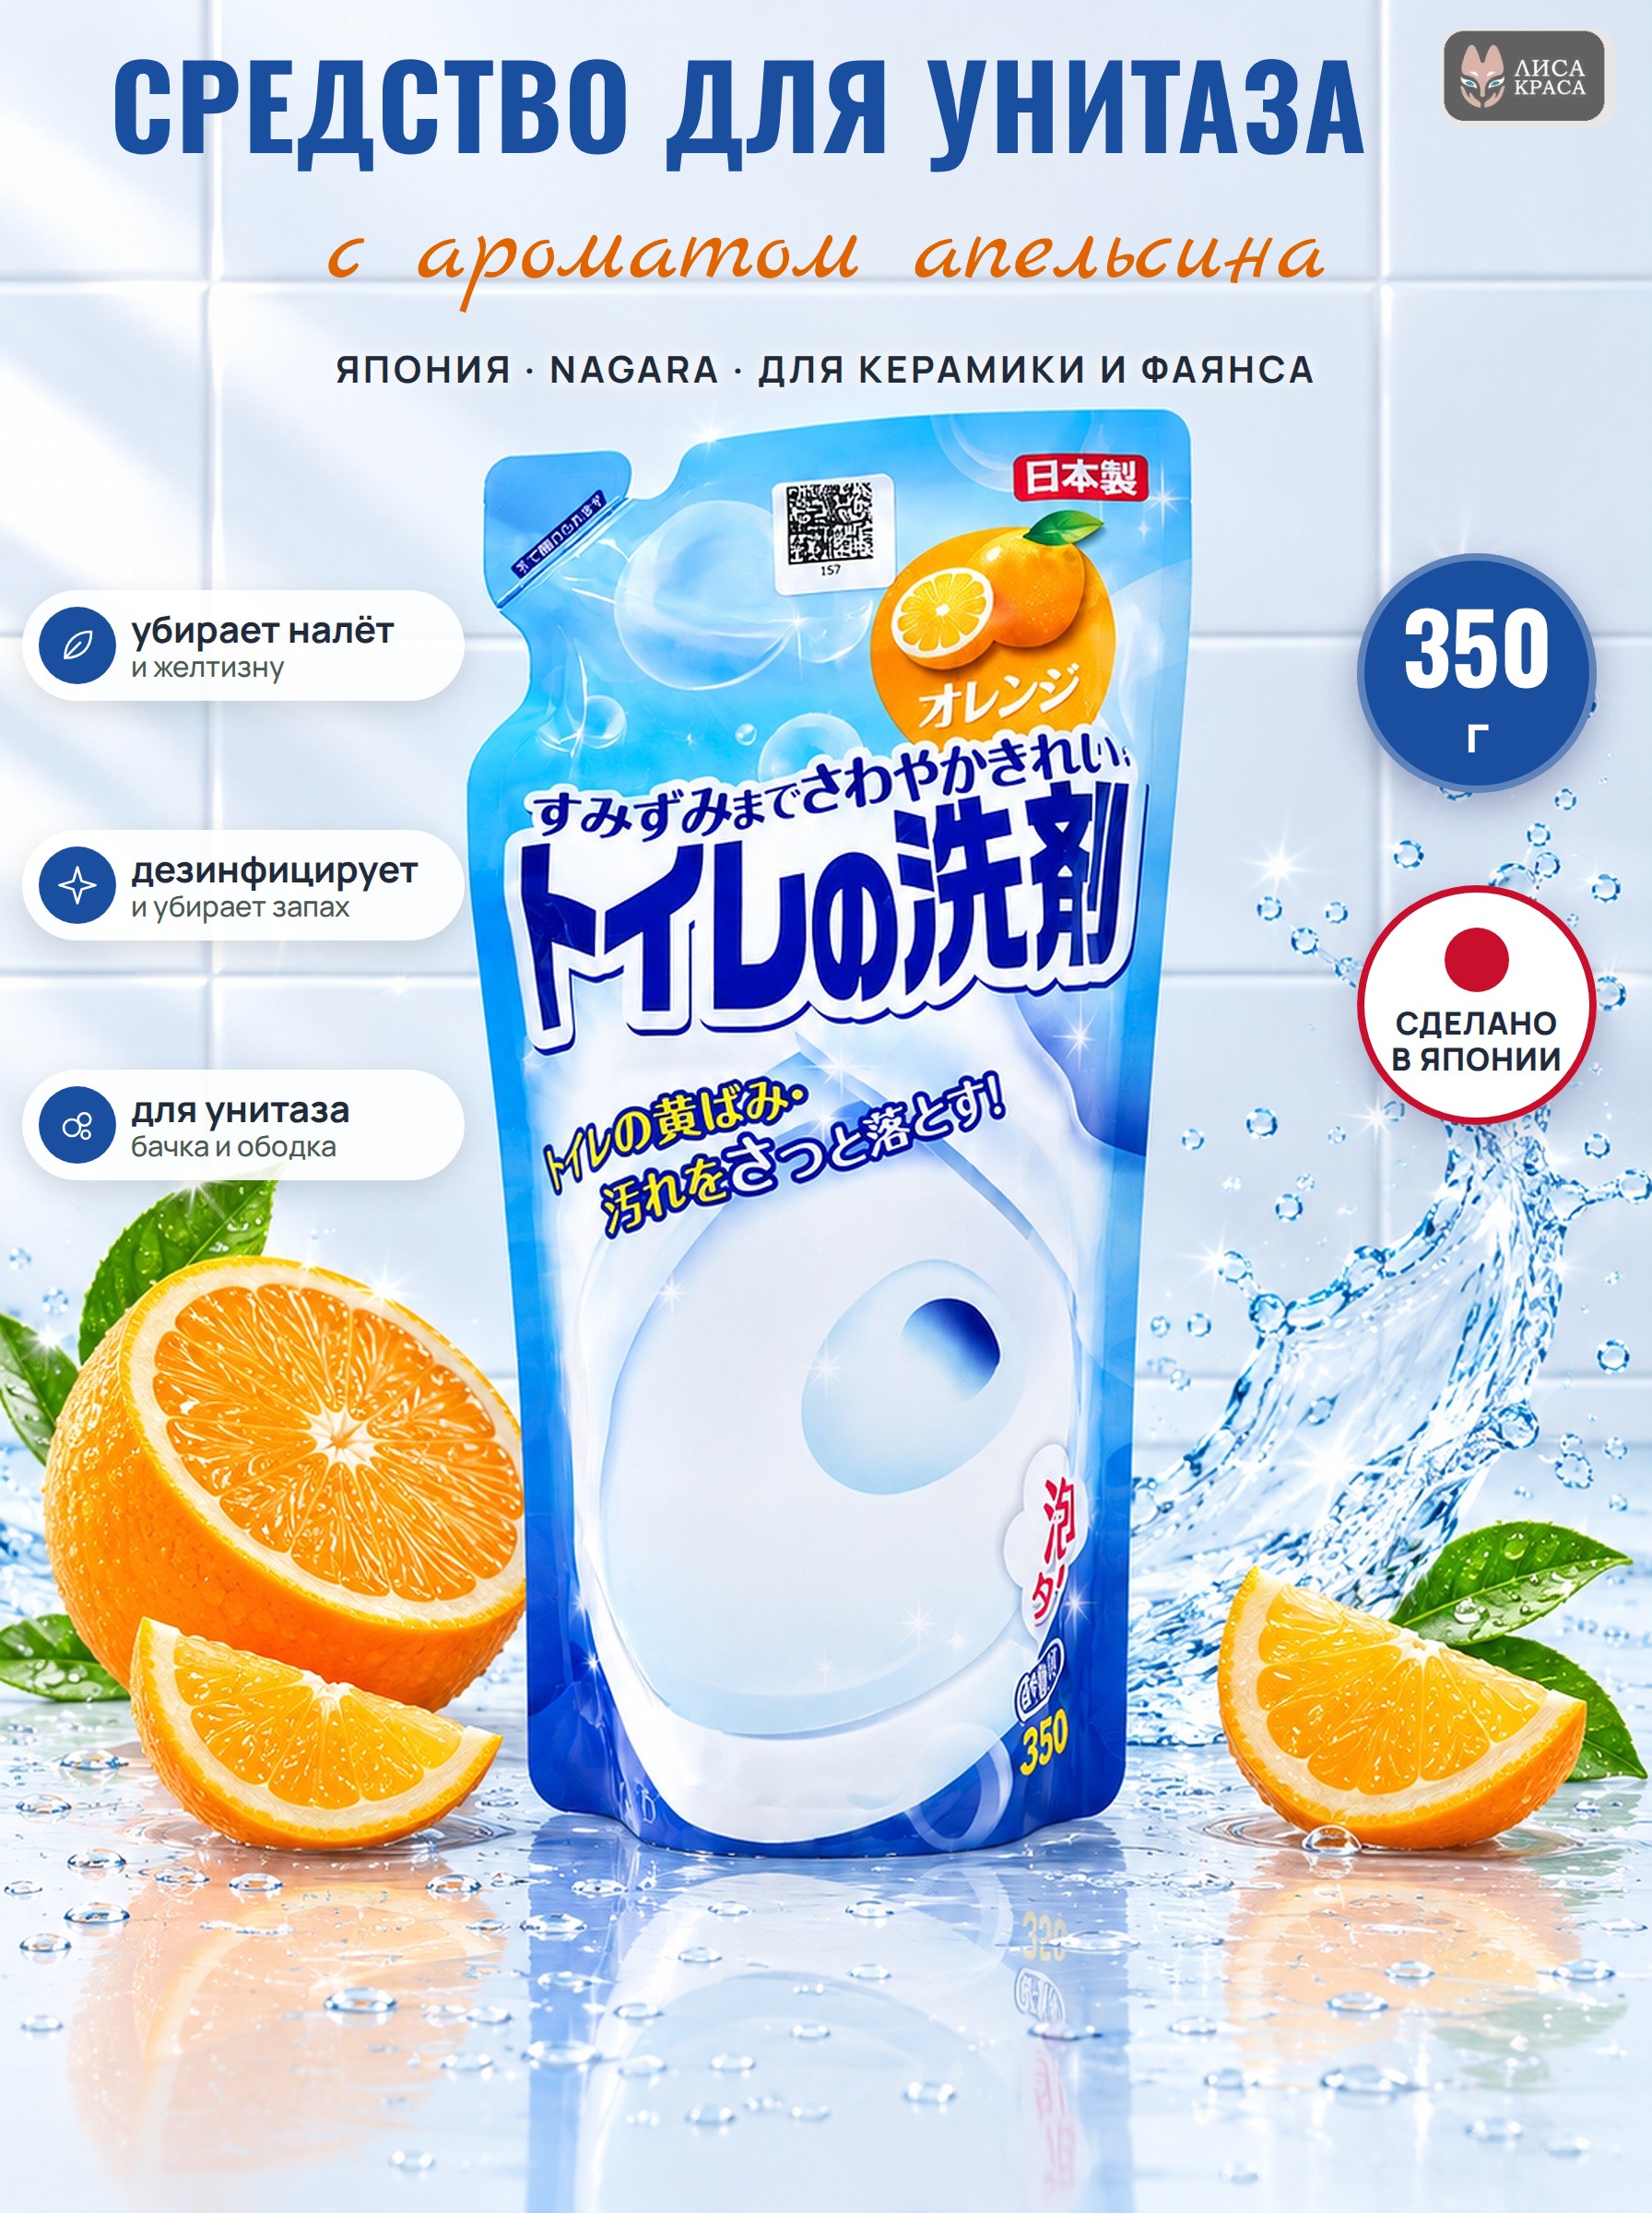 СРЕДСТВО ДЛЯ УНИТАЗА
ЛИСА
КРАСА
с ароматом апельсина
ЯПОНИЯ · NAGARA · ДЛЯ КЕРАМИКИ И ФАЯНСА
日本製
157
オレンジ
すみずみまでさわやかきれい
トイレの洗剤
トイレの黄ばみ・
汚れをさっと落とす!
泡
タ
350
убирает налёт
и желтизну
дезинфицирует
и убирает запах
для унитаза
бачка и ободка
350
г
СДЕЛАНО
В ЯПОНИИ